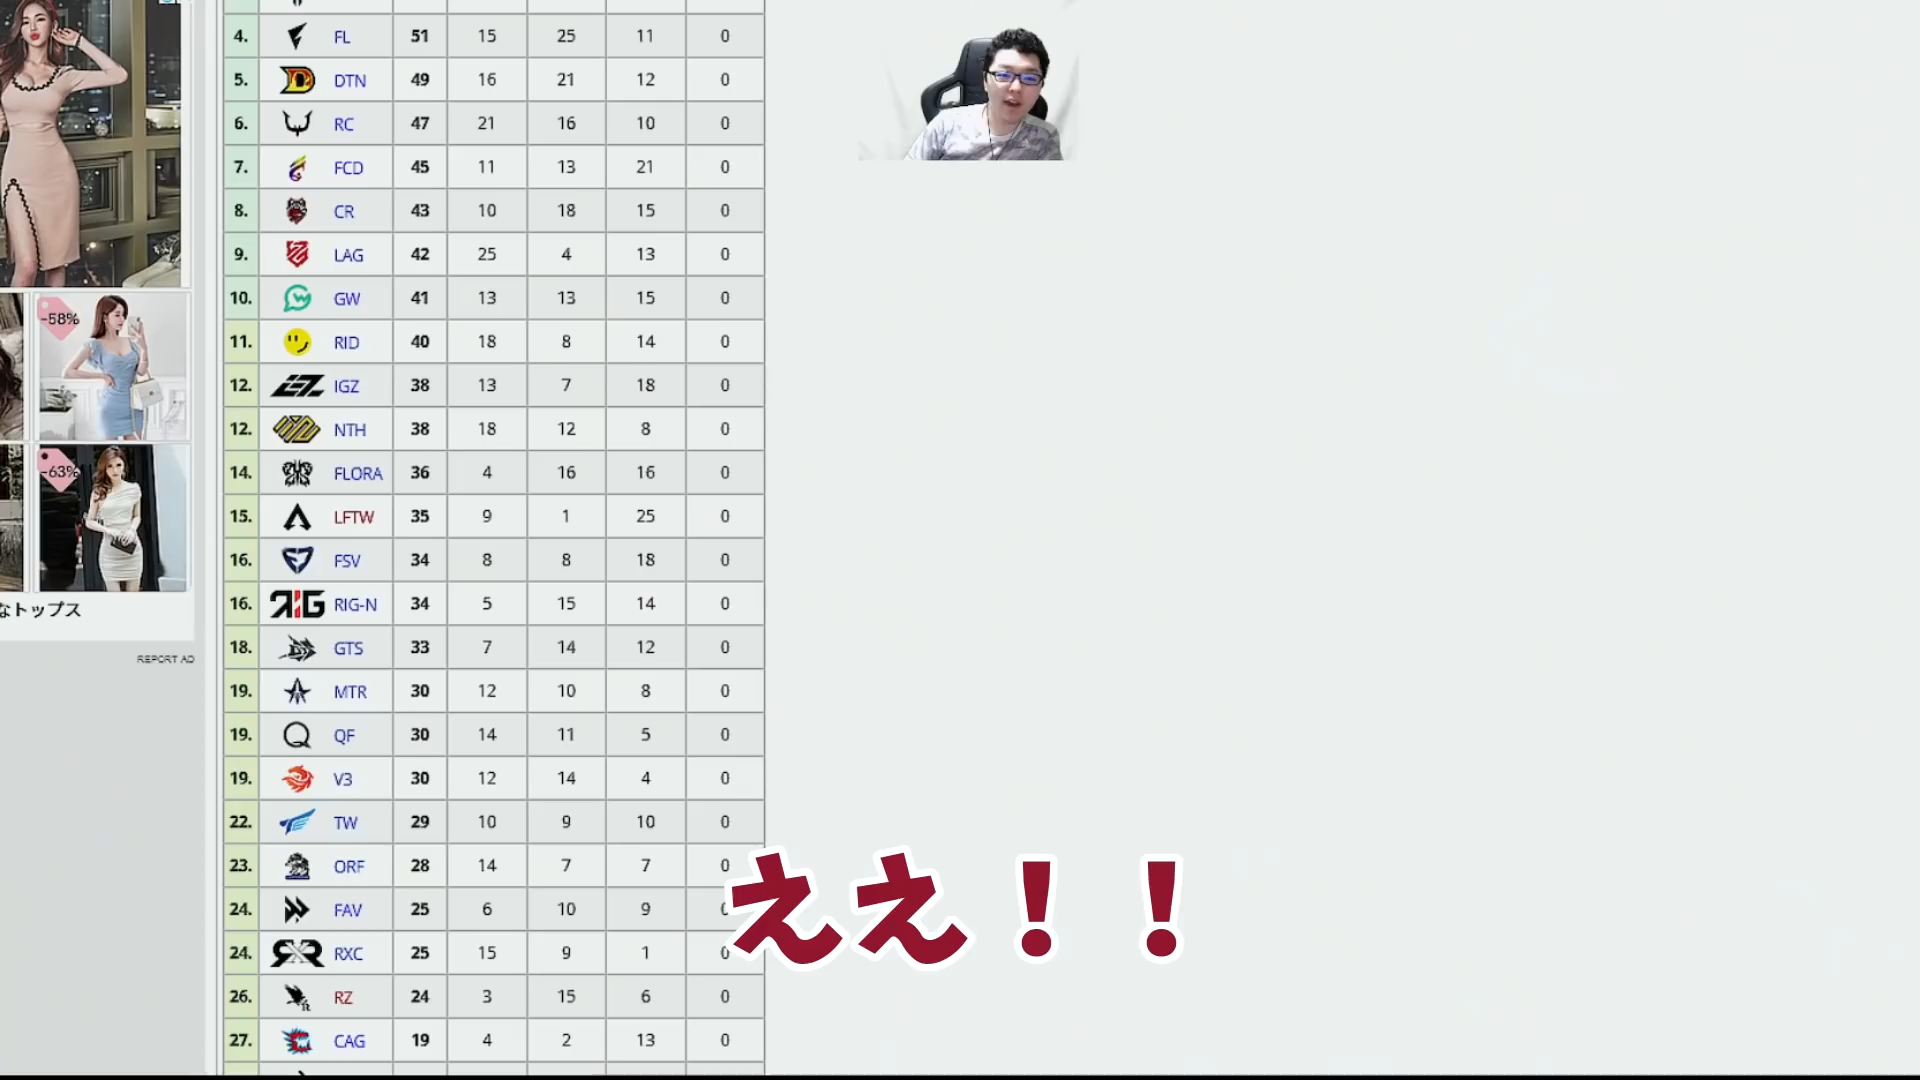 4. FL 51 15 25 11 0
5. DTN 49 16 21 12 0
6. RC 47 21 16 10 0
7. FCD 45 11 13 21 0
8. CR 43 10 18 15 0
9. LAG 42 25 4 13 0
10. GW 41 13 13 15 0
11. RID 40 18 8 14 0
12. IGZ 38 13 7 18 0
12. NTH 38 18 12 8 0
14. FLORA 36 4 16 16 0
15. LFTW 35 9 1 25 0
16. FSV 34 8 8 18 0
16. RIG RIG-N 34 5 15 14 0
18. GTS 33 7 14 12 0
19. MTR 30 12 10 8 0
19. QF 30 14 11 5 0
19. V3 30 12 14 4 0
22. TW 29 10 9 10 0
23. ORF 28 14 7 7 0
24. FAV 25 6 10 9 0
24. RXC 25 15 9 1 0
26. RZ 24 3 15 6 0
27. CAG 19 4 2 13 0
-58%
-63%
なトップス
REPORT AD
ええ！！